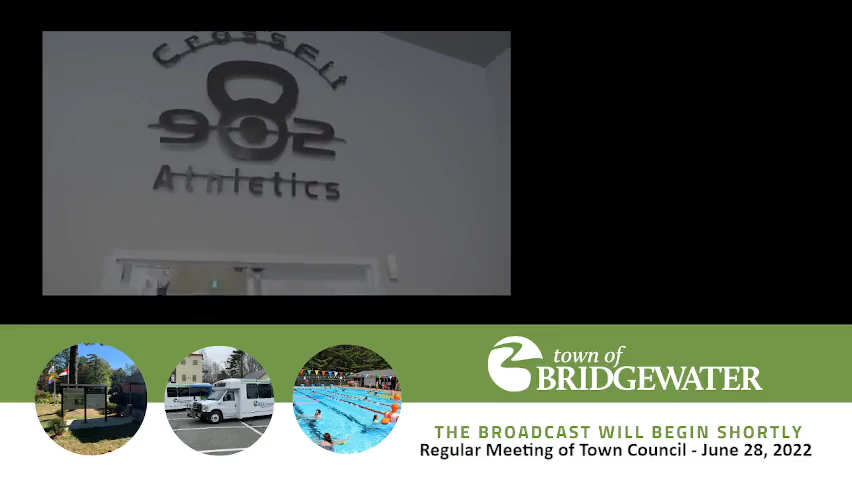 CrossFit
902
Athletics
town of
BRIDGEWATER
THE BROADCAST WILL BEGIN SHORTLY
Regular Meeting of Town Council - June 28, 2022